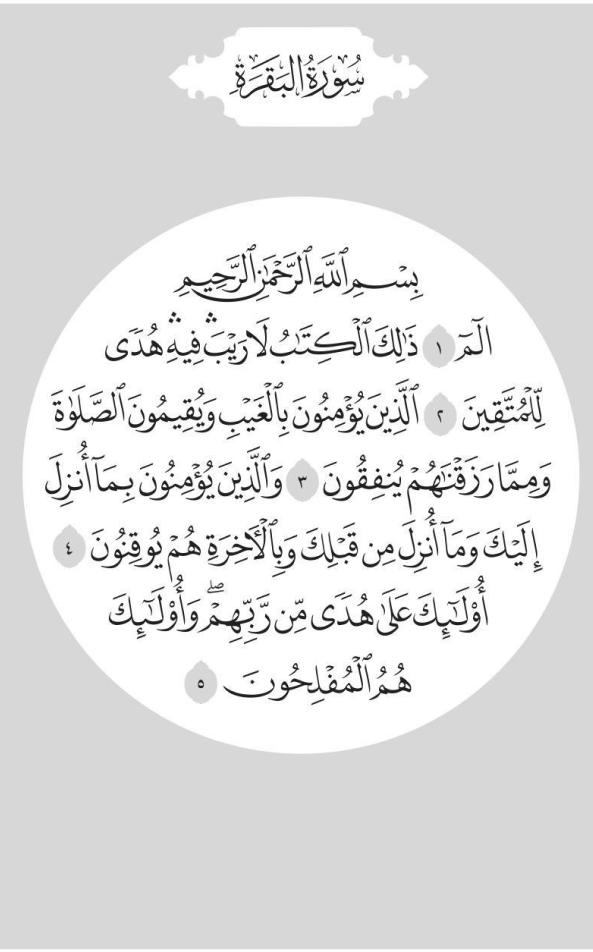 سُورَةُ البَقَرَةِ
بِسْمِ ٱللَّهِ ٱلرَّحْمَٰنِ ٱلرَّحِيمِ
الٓمٓ ١ ذَٰلِكَ ٱلْكِتَٰبُ لَا رَيْبَۛ فِيهِۛ هُدًى
لِّلْمُتَّقِينَ ٢ ٱلَّذِينَ يُؤْمِنُونَ بِٱلْغَيْبِ وَيُقِيمُونَ ٱلصَّلَوٰةَ
وَمِمَّا رَزَقْنَٰهُمْ يُنفِقُونَ ٣ وَٱلَّذِينَ يُؤْمِنُونَ بِمَآ أُنزِلَ
إِلَيْكَ وَمَآ أُنزِلَ مِن قَبْلِكَ وَبِٱلْأَخِرَةِ هُمْ يُوقِنُونَ ٤
أُو۟لَٰٓئِكَ عَلَىٰ هُدًى مِّن رَّبِّهِمْۖ وَأُو۟لَٰٓئِكَ
هُمُ ٱلْمُفْلِحُونَ ٥